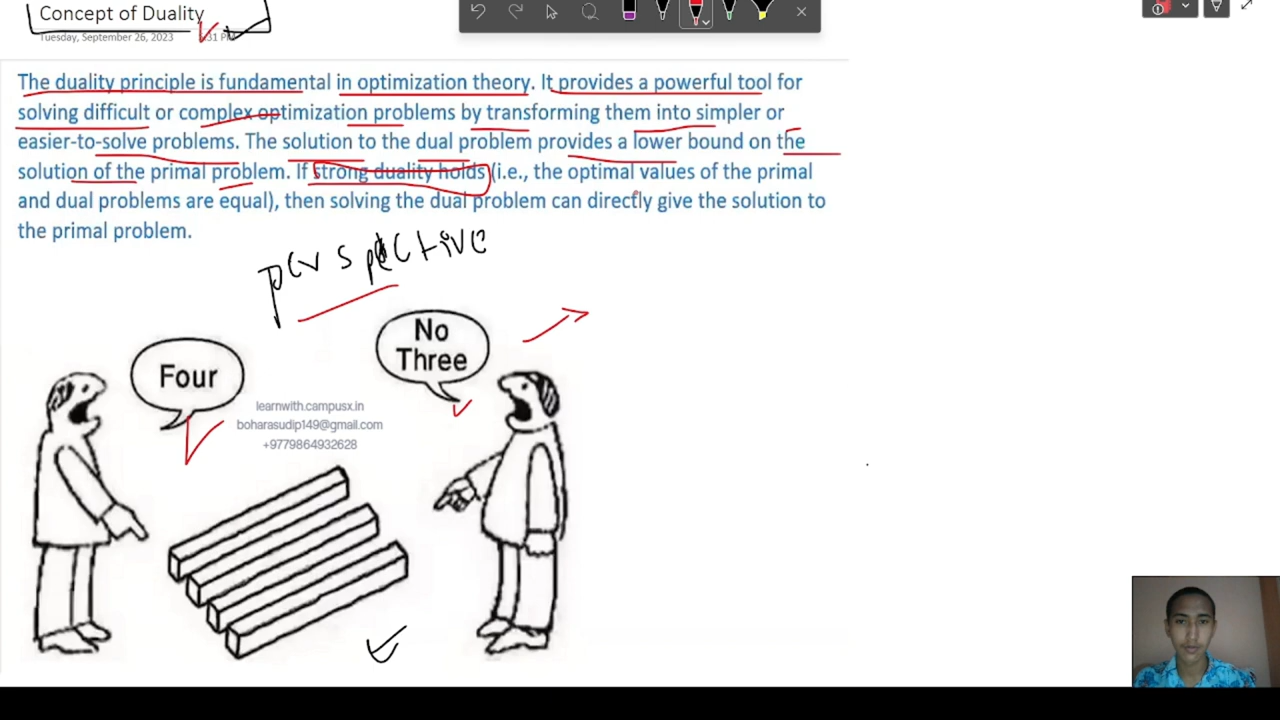 Concept of Duality
Tuesday, September 26, 2023
The duality principle is fundamental in optimization theory. It provides a powerful tool for
solving difficult or complex optimization problems by transforming them into simpler or
easier-to-solve problems. The solution to the dual problem provides a lower bound on the
solution of the primal problem. If strong duality holds (i.e., the optimal values of the primal
and dual problems are equal), then solving the dual problem can directly give the solution to
the primal problem.
perspective
No
Three
Four
learnwith.campusx.in
boharasudip149@gmail.com
+9779864932628